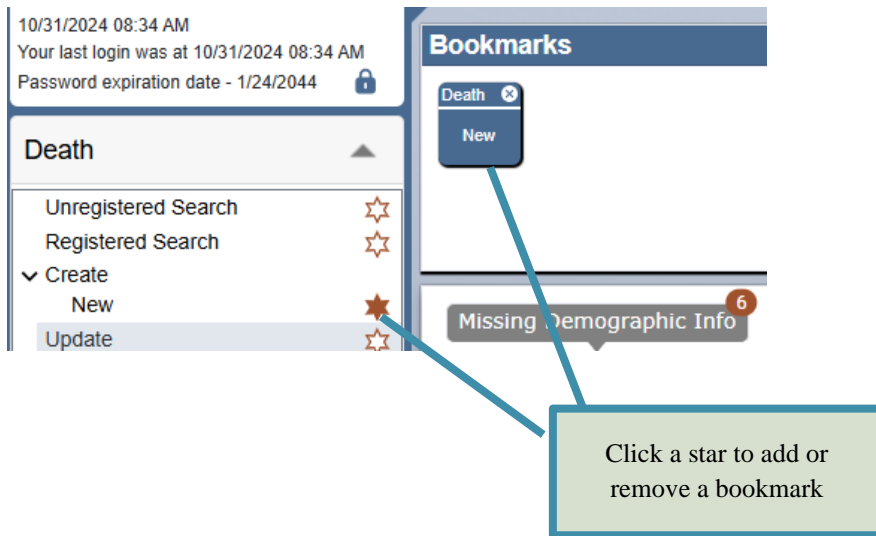 10/31/2024 08:34 AM
Your last login was at 10/31/2024 08:34 AM
Password expiration date - 1/24/2044
Death
Unregistered Search
Registered Search
Create
New
Update
Bookmarks
Death
New
Missing Demographic Info
6
Click a star to add or
remove a bookmark